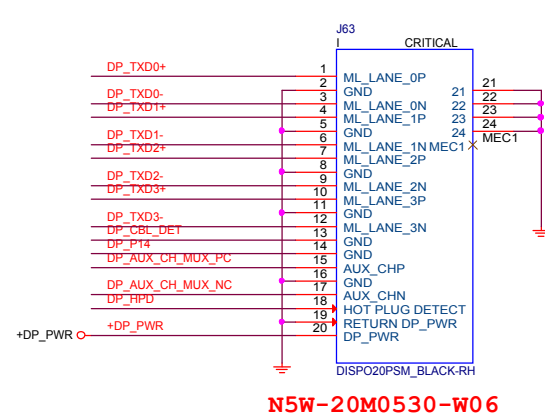 J63
I CRITICAL
DP_TXD0+ 1 ML_LANE_0P
2 GND 21 21
DP_TXD0- 3 ML_LANE_0N 22 22
DP_TXD1+ 4 ML_LANE_1P 23 23
5 GND 24 24
DP_TXD1- 6 ML_LANE_1N MEC1 MEC1
DP_TXD2+ 7 ML_LANE_2P
8 GND
DP_TXD2- 9 ML_LANE_2N
DP_TXD3+ 10 ML_LANE_3P
11 GND
DP_TXD3- 12 ML_LANE_3N
DP_CBL_DET 13 GND
DP_P14 14 GND
DP_AUX_CH_MUX_PC 15 AUX_CHP
16 GND
DP_AUX_CH_MUX_NC 17 AUX_CHN
DP_HPD 18 HOT PLUG DETECT
19 RETURN DP_PWR
+DP_PWR +DP_PWR 20 DP_PWR
DISPO20PSM_BLACK-RH
N5W-20M0530-W06